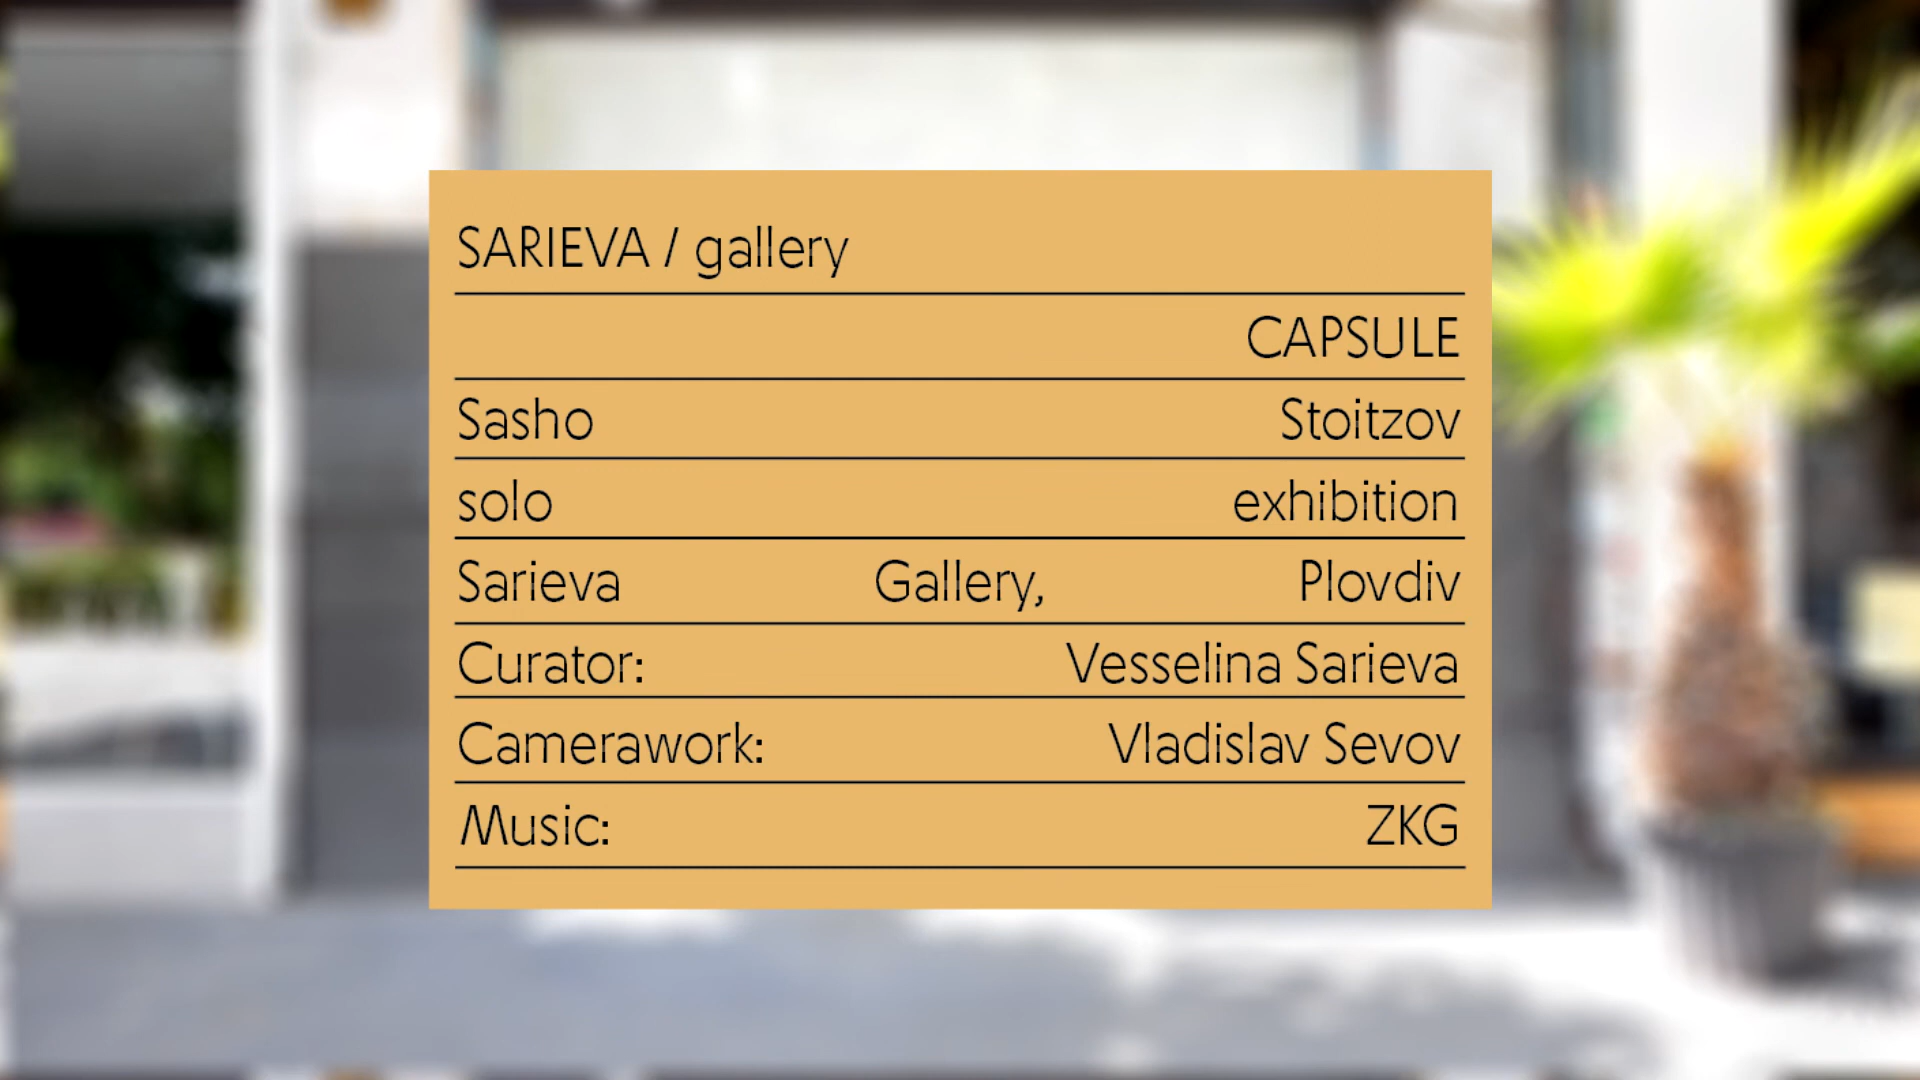 SARIEVA / gallery
CAPSULE
Sasho Stoitzov
solo exhibition
Sarieva Gallery, Plovdiv
Curator: Vesselina Sarieva
Camerawork: Vladislav Sevov
Music: ZKG